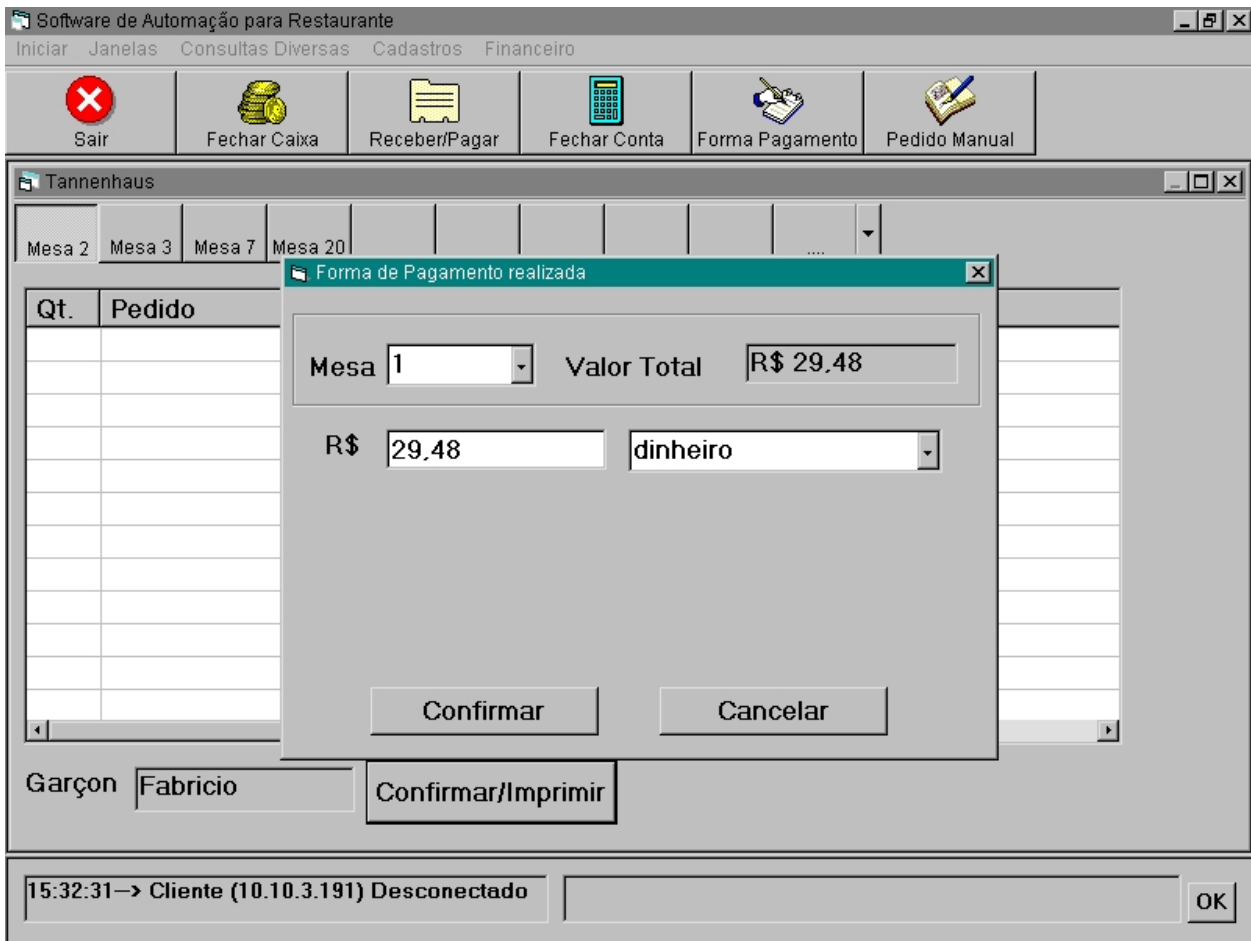 Software de Automação para Restaurante
Iniciar Janelas Consultas Diversas Cadastros Financeiro
Sair Fechar Caixa Receber/Pagar Fechar Conta Forma Pagamento Pedido Manual
Tannenhaus
Mesa 2 Mesa 3 Mesa 7 Mesa 20 ....
Forma de Pagamento realizada
Qt. Pedido
Mesa 1 Valor Total R$ 29,48
R$ 29,48 dinheiro
Confirmar Cancelar
Garçon Fabricio Confirmar/Imprimir
15:32:31--> Cliente (10.10.3.191) Desconectado OK